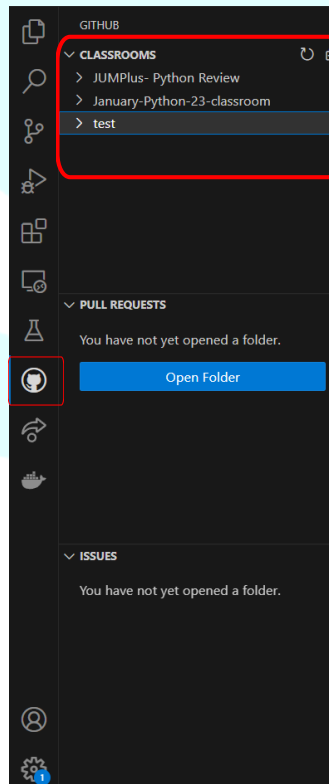 GITHUB
CLASSROOMS
JUMPlus- Python Review
January-Python-23-classroom
test
PULL REQUESTS
You have not yet opened a folder.
Open Folder
ISSUES
You have not yet opened a folder.
1